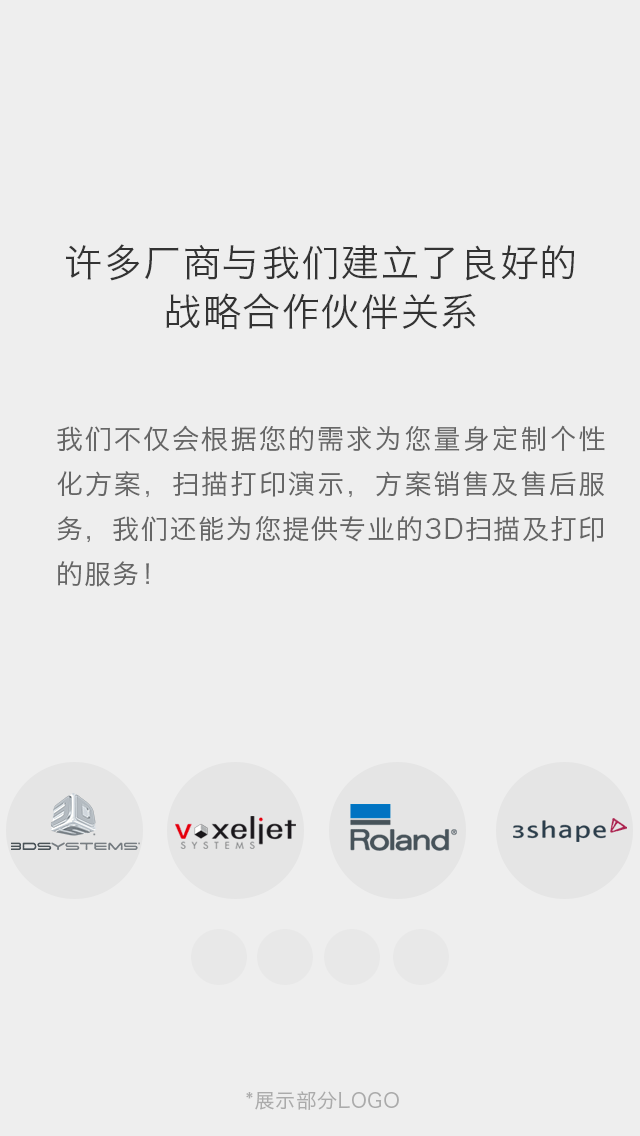 许多厂商与我们建立了良好的
战略合作伙伴关系
我们不仅会根据您的需求为您量身定制个性
化方案，扫描打印演示，方案销售及售后服
务，我们还能为您提供专业的3D扫描及打印
的服务！
3DSYSTEMS
voxeljet
SYSTEMS
Roland®
3shape
*展示部分LOGO